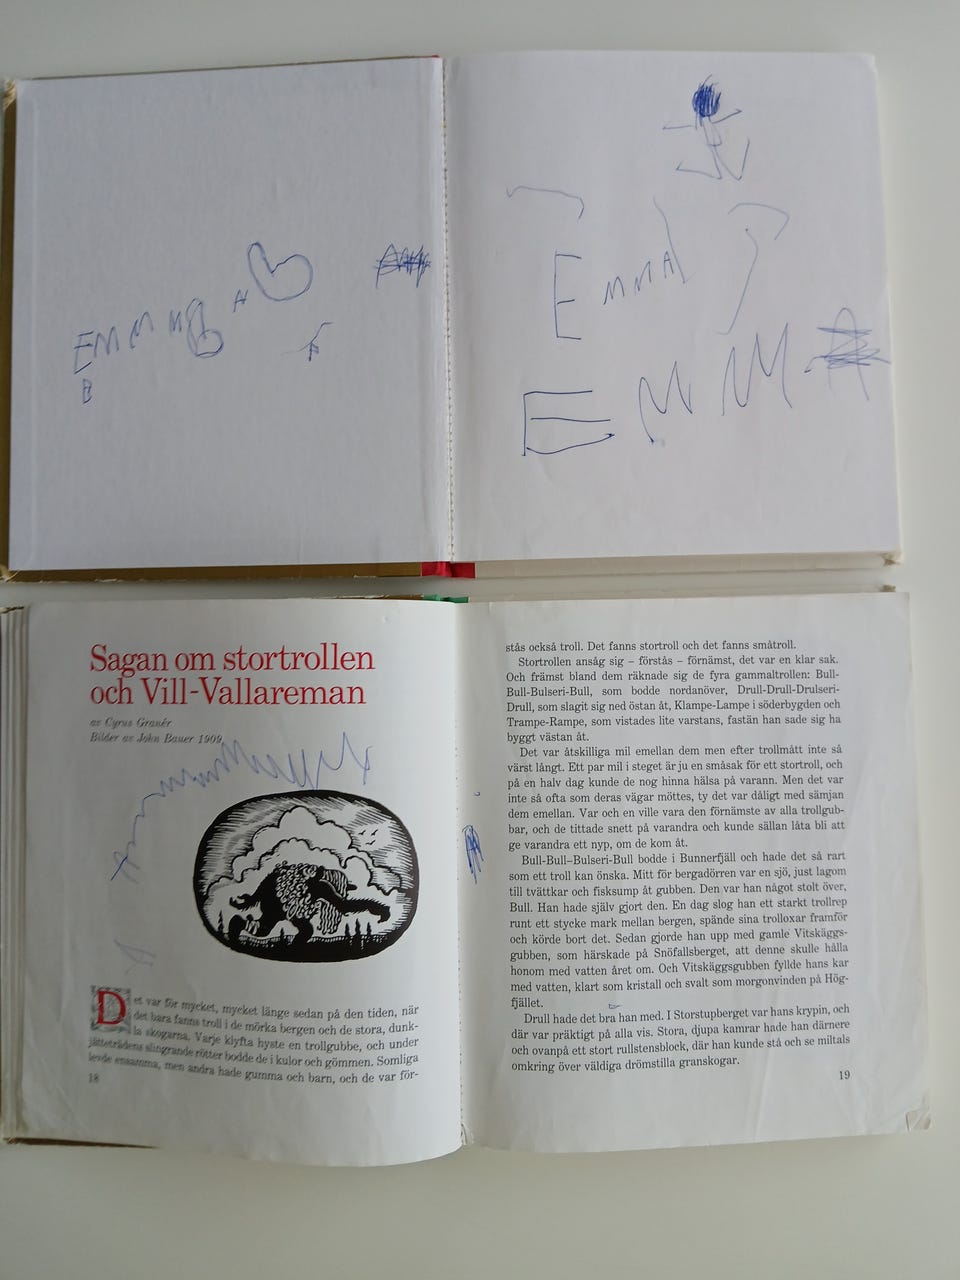 EMMMA
B
EMMA
EMMA
Sagan om stortrollen
och Vill-Vallareman
av Cyrus Granér
Bilder av John Bauer 1909
Det var för mycket, mycket länge sedan på den tiden, när
det bara fanns troll i de mörka bergen och de stora, dunk-
la skogarna. Varje klyfta hyste en trollgubbe, och under
jätteträdens slingrande rötter bodde de i kulor och gömmen. Somliga
levde ensamma, men andra hade gumma och barn, och de var för-
18
stås också troll. Det fanns stortroll och det fanns småtroll.
Stortrollen ansåg sig – förstås – förnämst, det var en klar sak.
Och främst bland dem räknade sig de fyra gammaltrollen: Bull-
Bull-Bulseri-Bull, som bodde nordanöver, Drull-Drull-Drulseri-
Drull, som slagit sig ned östan åt, Klampe-Lampe i söderbygden och
Trampe-Rampe, som vistades lite varstans, fastän han sade sig ha
byggt västan åt.
Det var åtskilliga mil emellan dem men efter trollmått inte så
värst långt. Ett par mil i steget är ju en småsak för ett stortroll, och
på en halv dag kunde de nog hinna hälsa på varann. Men det var
inte så ofta som deras vägar möttes, ty det var dåligt med sämjan
dem emellan. Var och en ville vara den förnämste av alla trollgub-
bar, och de tittade snett på varandra och kunde sällan låta bli att
ge varandra ett nyp, om de kom åt.
Bull-Bull–Bulseri-Bull bodde i Bunnerfjäll och hade det så rart
som ett troll kan önska. Mitt för bergadörren var en sjö, just lagom
till tvättkar och fisksump åt gubben. Den var han något stolt över,
Bull. Han hade själv gjort den. En dag slog han ett starkt trollrep
runt ett stycke mark mellan bergen, spände sina trolloxar framför
och körde bort det. Sedan gjorde han upp med gamle Vitskäggs-
gubben, som härskade på Snöfallsberget, att denne skulle hålla
honom med vatten året om. Och Vitskäggsgubben fyllde hans kar
med vatten, klart som kristall och svalt som morgonvinden på Hög-
fjället.
Drull hade det bra han med. I Storstupberget var hans krypin, och
där var präktigt på alla vis. Stora, djupa kamrar hade han därnere
och ovanpå ett stort rullstensblock, där han kunde stå och se miltals
omkring över väldiga drömstilla granskogar.
19